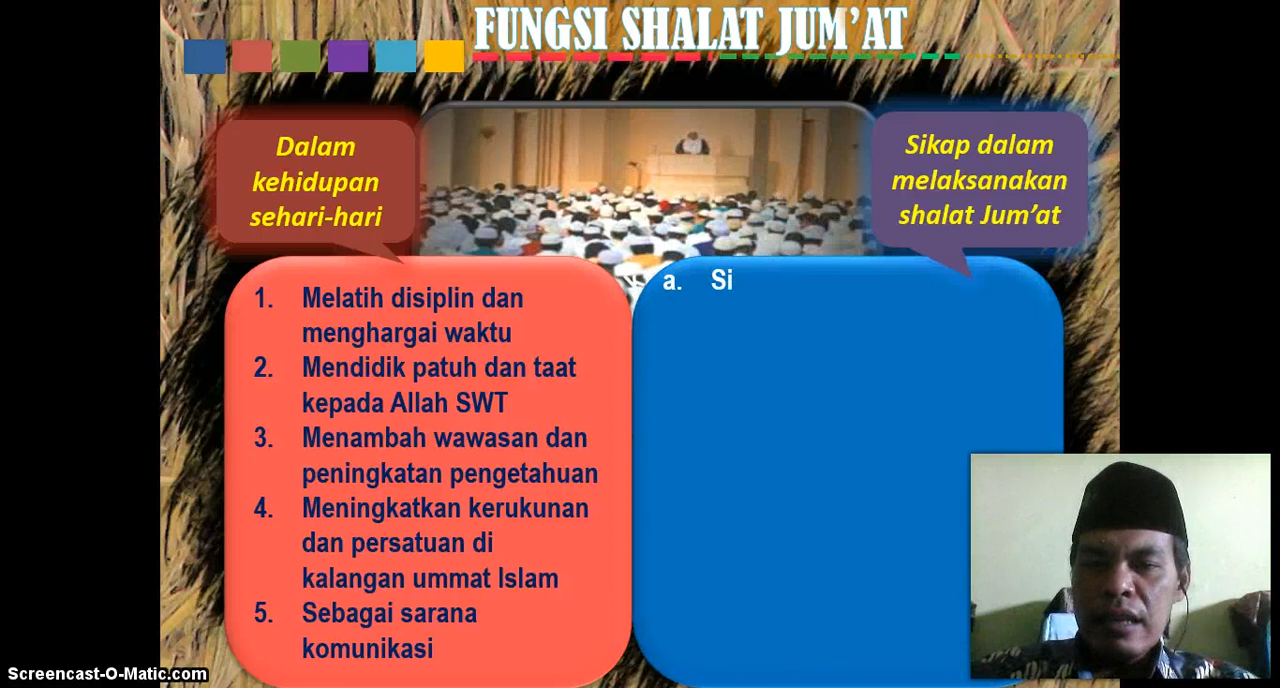 FUNGSI SHALAT JUM’AT
Dalam
kehidupan
sehari-hari
Sikap dalam
melaksanakan
shalat Jum’at
1. Melatih disiplin dan
menghargai waktu
2. Mendidik patuh dan taat
kepada Allah SWT
3. Menambah wawasan dan
peningkatan pengetahuan
4. Meningkatkan kerukunan
dan persatuan di
kalangan ummat Islam
5. Sebagai sarana
komunikasi
a. Si
Screencast-O-Matic.com